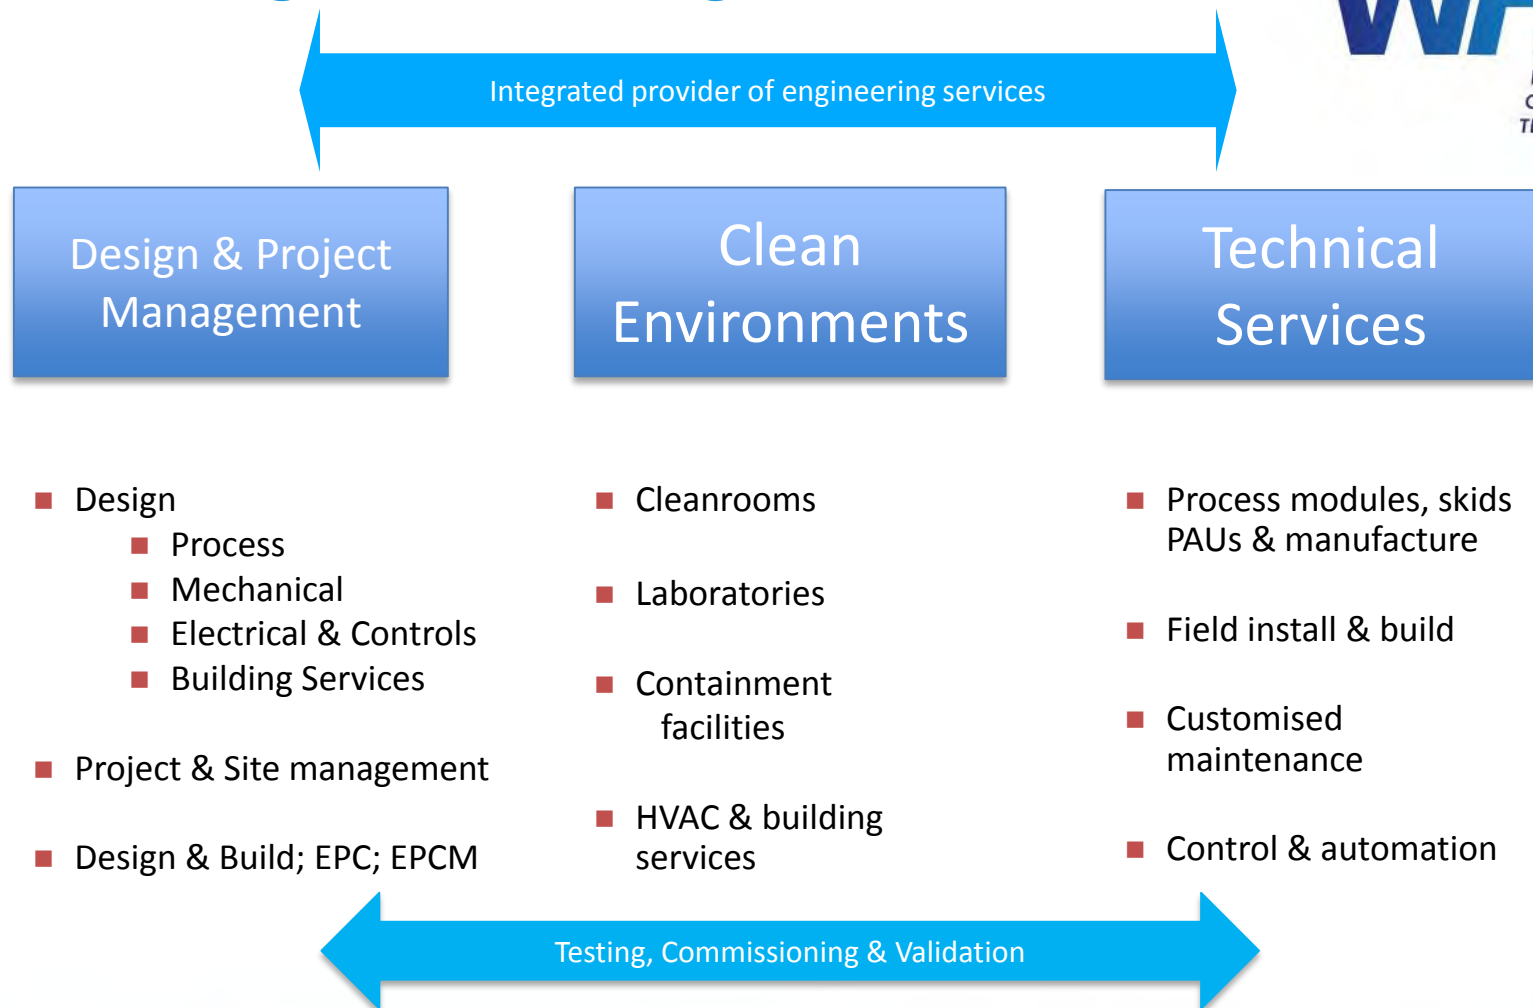 Integrated provider of engineering services
Design & Project
Management
Clean
Environments
Technical
Services
Design
Process
Mechanical
Electrical & Controls
Building Services
Project & Site management
Design & Build; EPC; EPCM
Cleanrooms
Laboratories
Containment
facilities
HVAC & building
services
Process modules, skids
PAUs & manufacture
Field install & build
Customised
maintenance
Control & automation
Testing, Commissioning & Validation